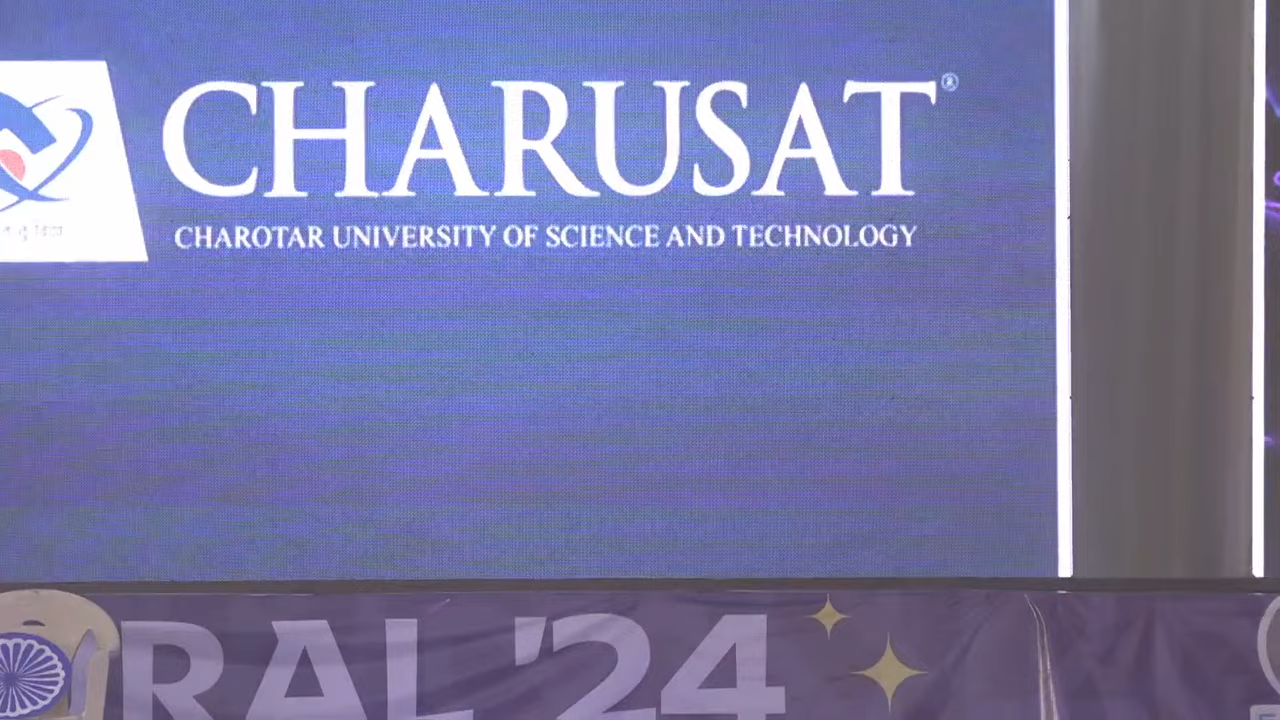 CHARUSAT®
CHAROTAR UNIVERSITY OF SCIENCE AND TECHNOLOGY
RAL '24